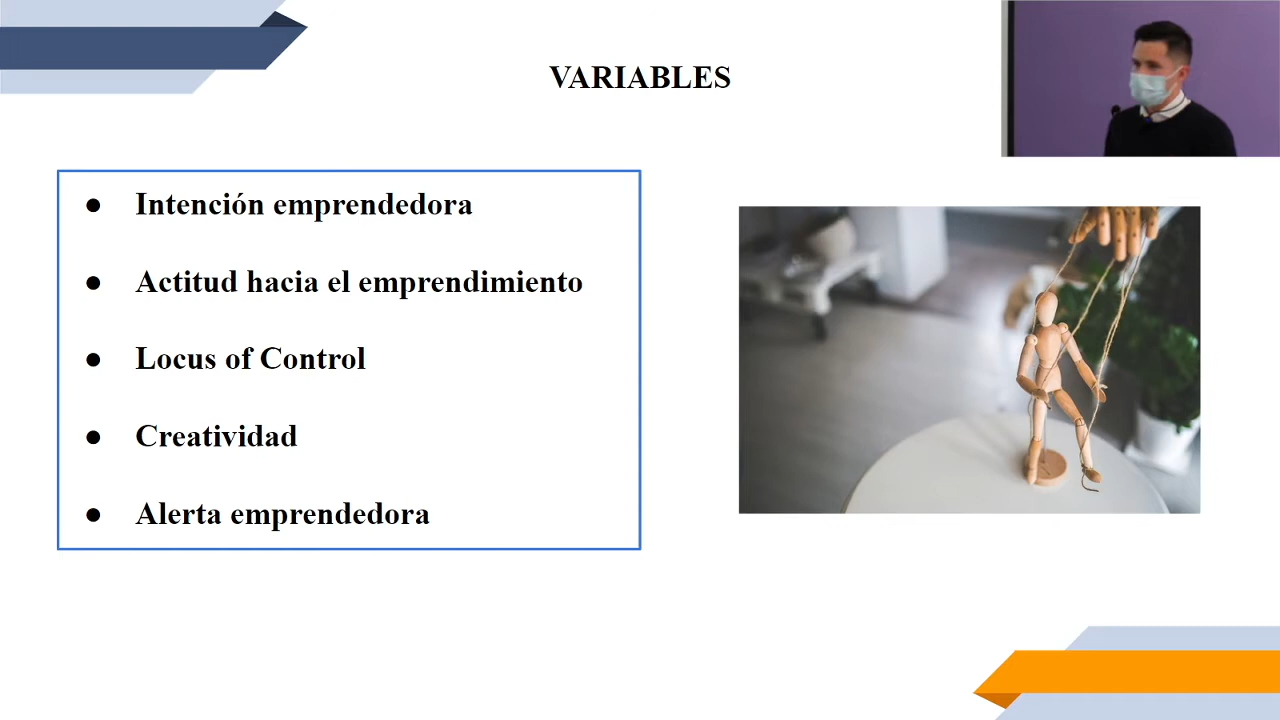 VARIABLES
● Intención emprendedora
● Actitud hacia el emprendimiento
● Locus of Control
● Creatividad
● Alerta emprendedora